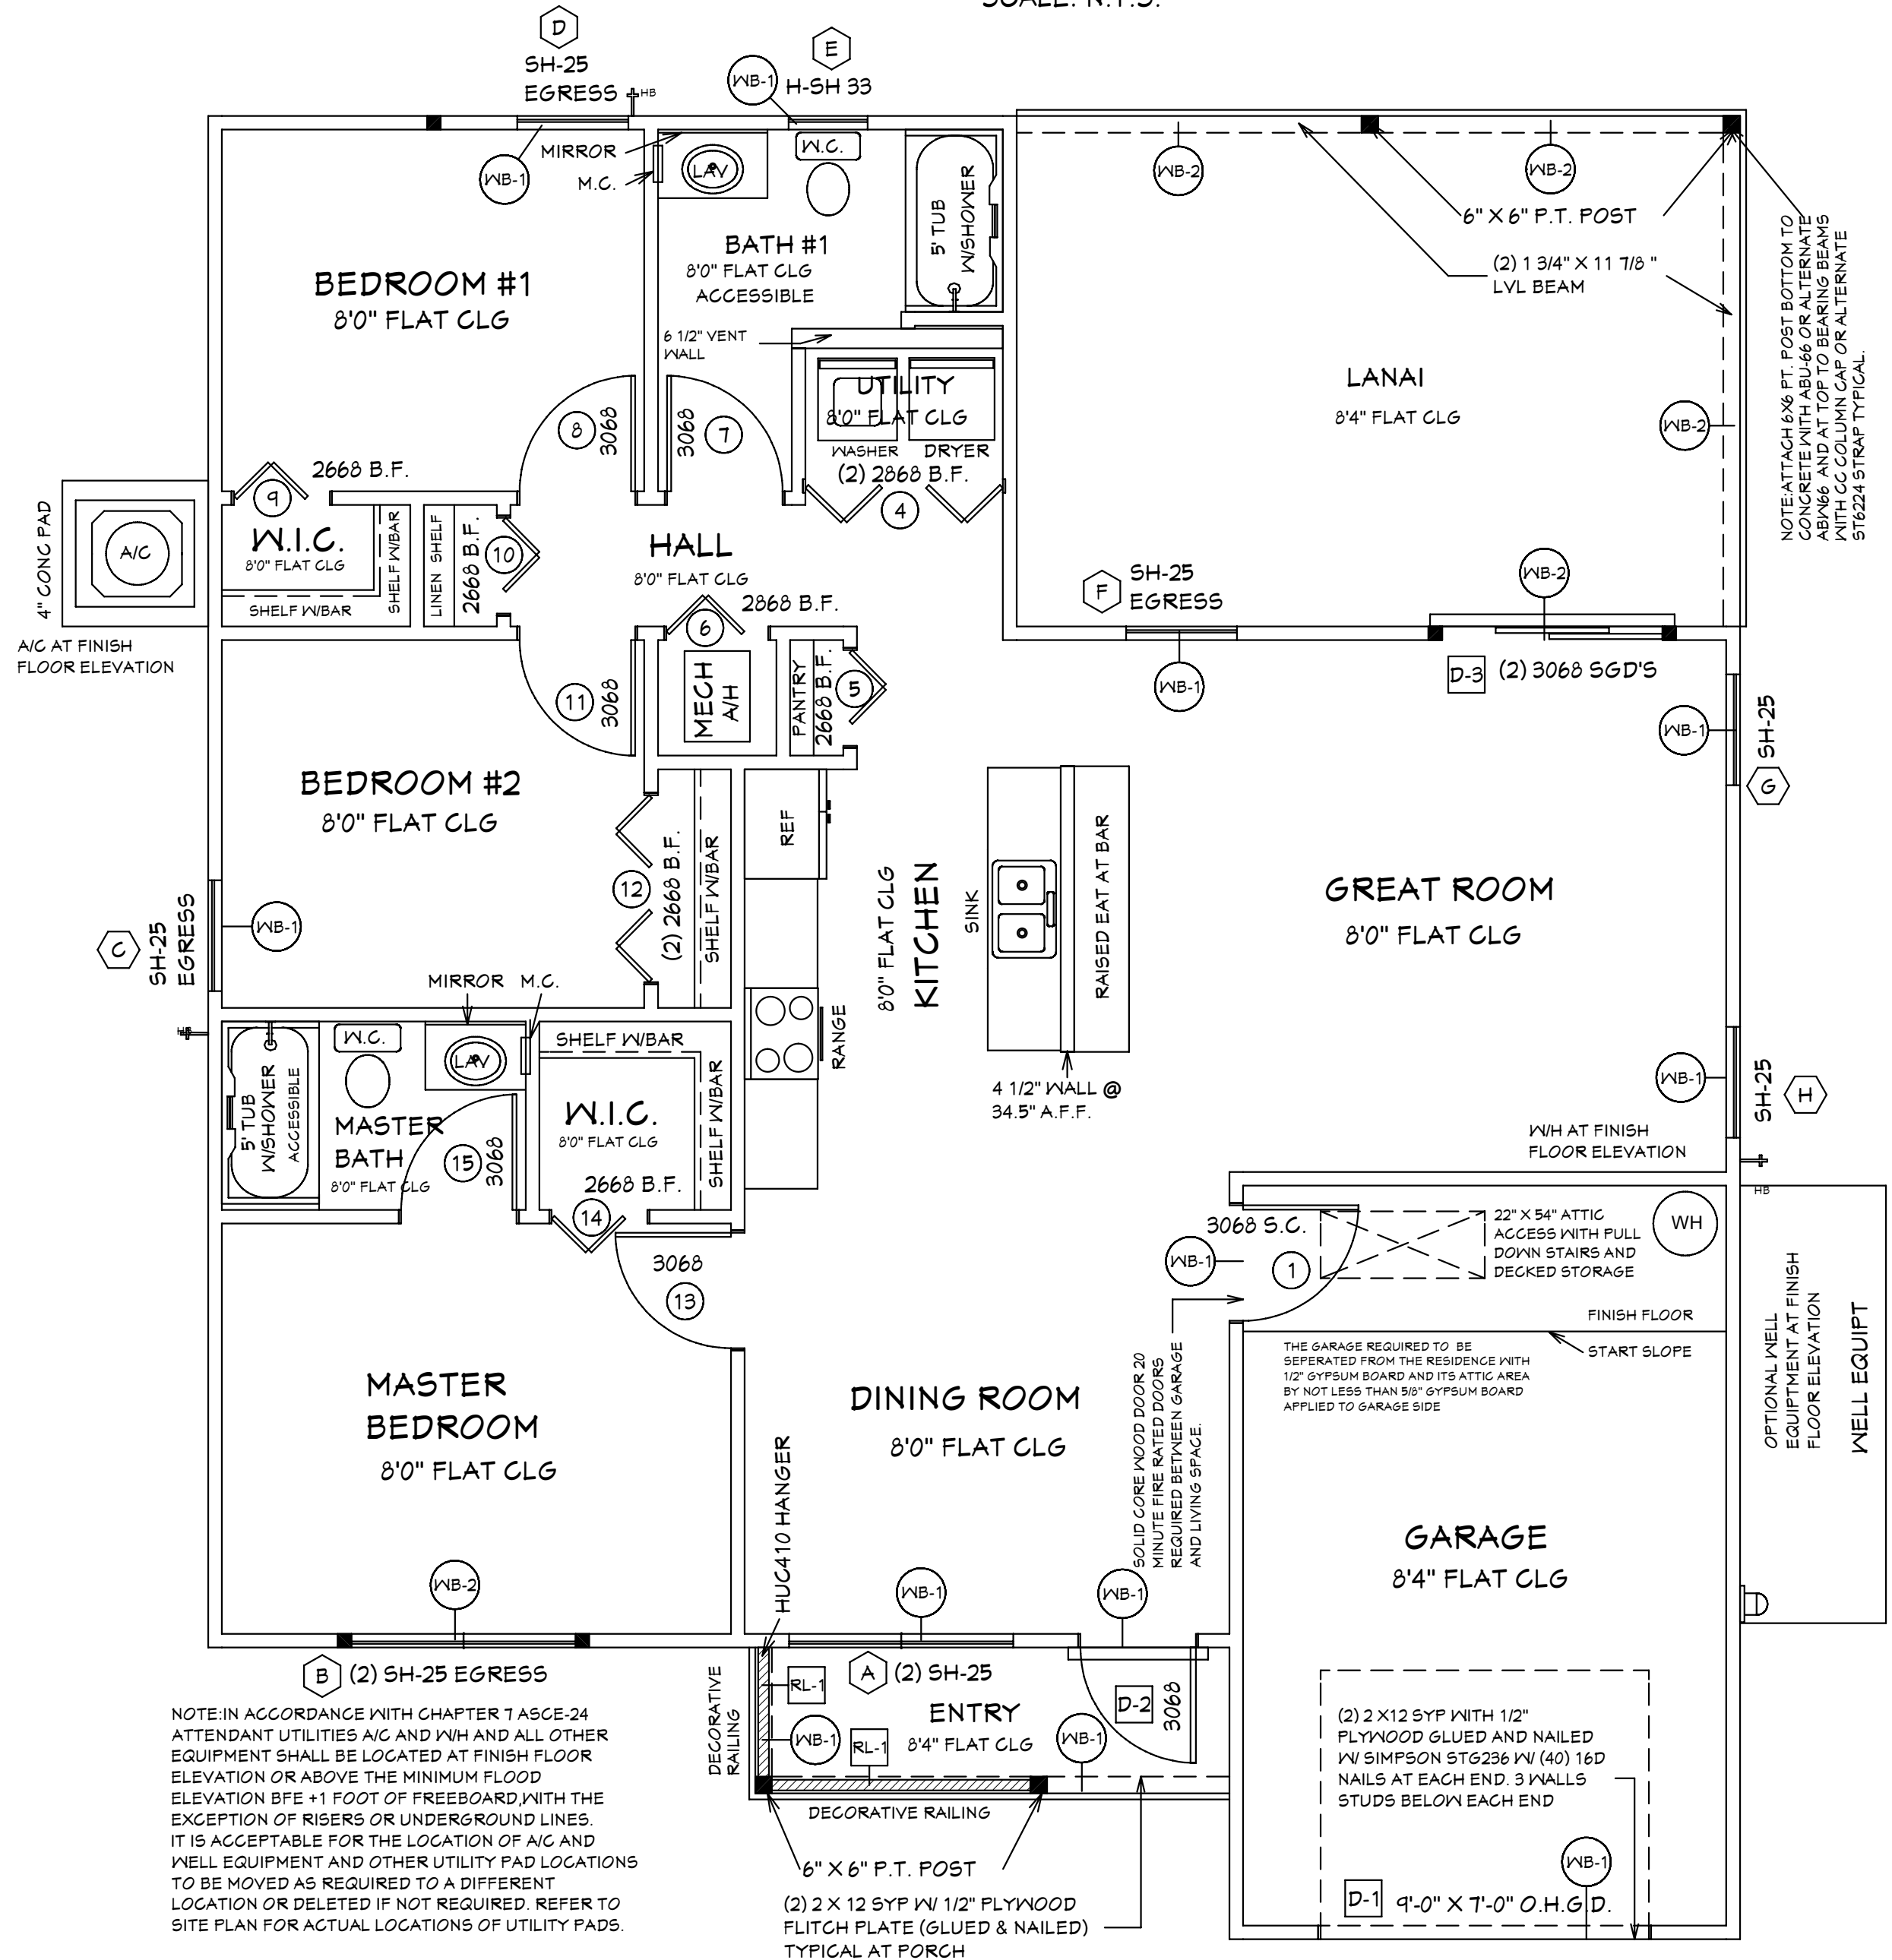 SCALE: N.T.S.
D
SH-25
EGRESS
HB
E
WB-1
H-SH 33
WB-1
MIRROR
M.C.
LAV
W.C.
5' TUB
W/SHOWER
BATH #1
8'0" FLAT CLG
ACCESSIBLE
6 1/2" VENT
WALL
BEDROOM #1
8'0" FLAT CLG
WB-2
WB-2
6" X 6" P.T. POST
(2) 1 3/4" X 11 7/8 "
LVL BEAM
NOTE:ATTACH 6X6 PT. POST BOTTOM TO
CONCRETE WITH ABU-66 OR ALTERNATE
ABW66 AND AT TOP TO BEARING BEAMS
WITH CC COLUMN CAP OR ALTERNATE
ST6224 STRAP TYPICAL.
LANAI
8'4" FLAT CLG
WB-2
UTILITY
8'0" FLAT CLG
WASHER
DRYER
(2) 2868 B.F.
4
8
3068
3068
7
2668 B.F.
9
W.I.C.
8'0" FLAT CLG
SHELF W/BAR
SHELF W/BAR
LINEN SHELF
2668 B.F.
10
4" CONC PAD
A/C
A/C AT FINISH
FLOOR ELEVATION
HALL
8'0" FLAT CLG
2868 B.F.
6
MECH
A/H
PANTRY
2668 B.F.
5
F
SH-25
EGRESS
WB-1
WB-2
D-3
(2) 3068 SGD'S
WB-1
SH-25
G
11
3068
BEDROOM #2
8'0" FLAT CLG
12
(2) 2668 B.F.
SHELF W/BAR
REF
8'0" FLAT CLG
KITCHEN
SINK
RAISED EAT AT BAR
4 1/2" WALL @
34.5" A.F.F.
RANGE
GREAT ROOM
8'0" FLAT CLG
C
SH-25
EGRESS
WB-1
HB
MIRROR
M.C.
W.C.
LAV
5' TUB
W/SHOWER
ACCESSIBLE
MASTER
BATH
8'0" FLAT CLG
15
3068
SHELF W/BAR
SHELF W/BAR
W.I.C.
8'0" FLAT CLG
2668 B.F.
14
3068
13
WB-1
SH-25
H
W/H AT FINISH
FLOOR ELEVATION
HB
3068 S.C.
WB-1
1
22" X 54" ATTIC
ACCESS WITH PULL
DOWN STAIRS AND
DECKED STORAGE
WH
FINISH FLOOR
START SLOPE
THE GARAGE REQUIRED TO BE
SEPERATED FROM THE RESIDENCE WITH
1/2" GYPSUM BOARD AND ITS ATTIC AREA
BY NOT LESS THAN 5/8" GYPSUM BOARD
APPLIED TO GARAGE SIDE
OPTIONAL WELL
EQUIPTMENT AT FINISH
FLOOR ELEVATION
WELL EQUIPT
MASTER
BEDROOM
8'0" FLAT CLG
DINING ROOM
8'0" FLAT CLG
SOLID CORE WOOD DOOR 20
MINUTE FIRE RATED DOORS
REQUIRED BETWEEN GARAGE
AND LIVING SPACE.
GARAGE
8'4" FLAT CLG
HUC410 HANGER
WB-2
WB-1
WB-1
B
(2) SH-25 EGRESS
A
(2) SH-25
RL-1
ENTRY
8'4" FLAT CLG
WB-1
RL-1
WB-1
D-2
3068
DECORATIVE
RAILING
DECORATIVE RAILING
6" X 6" P.T. POST
(2) 2 X 12 SYP W/ 1/2" PLYWOOD
FLITCH PLATE (GLUED & NAILED)
TYPICAL AT PORCH
NOTE:IN ACCORDANCE WITH CHAPTER 7 ASCE-24
ATTENDANT UTILITIES A/C AND W/H AND ALL OTHER
EQUIPMENT SHALL BE LOCATED AT FINISH FLOOR
ELEVATION OR ABOVE THE MINIMUM FLOOD
ELEVATION BFE +1 FOOT OF FREEBOARD,WITH THE
EXCEPTION OF RISERS OR UNDERGROUND LINES.
IT IS ACCEPTABLE FOR THE LOCATION OF A/C AND
WELL EQUIPMENT AND OTHER UTILITY PAD LOCATIONS
TO BE MOVED AS REQUIRED TO A DIFFERENT
LOCATION OR DELETED IF NOT REQUIRED. REFER TO
SITE PLAN FOR ACTUAL LOCATIONS OF UTILITY PADS.
(2) 2 X12 SYP WITH 1/2"
PLYWOOD GLUED AND NAILED
W/ SIMPSON STG236 W/ (40) 16D
NAILS AT EACH END. 3 WALLS
STUDS BELOW EACH END
WB-1
D-1
9'-0" X 7'-0" O.H.G.D.